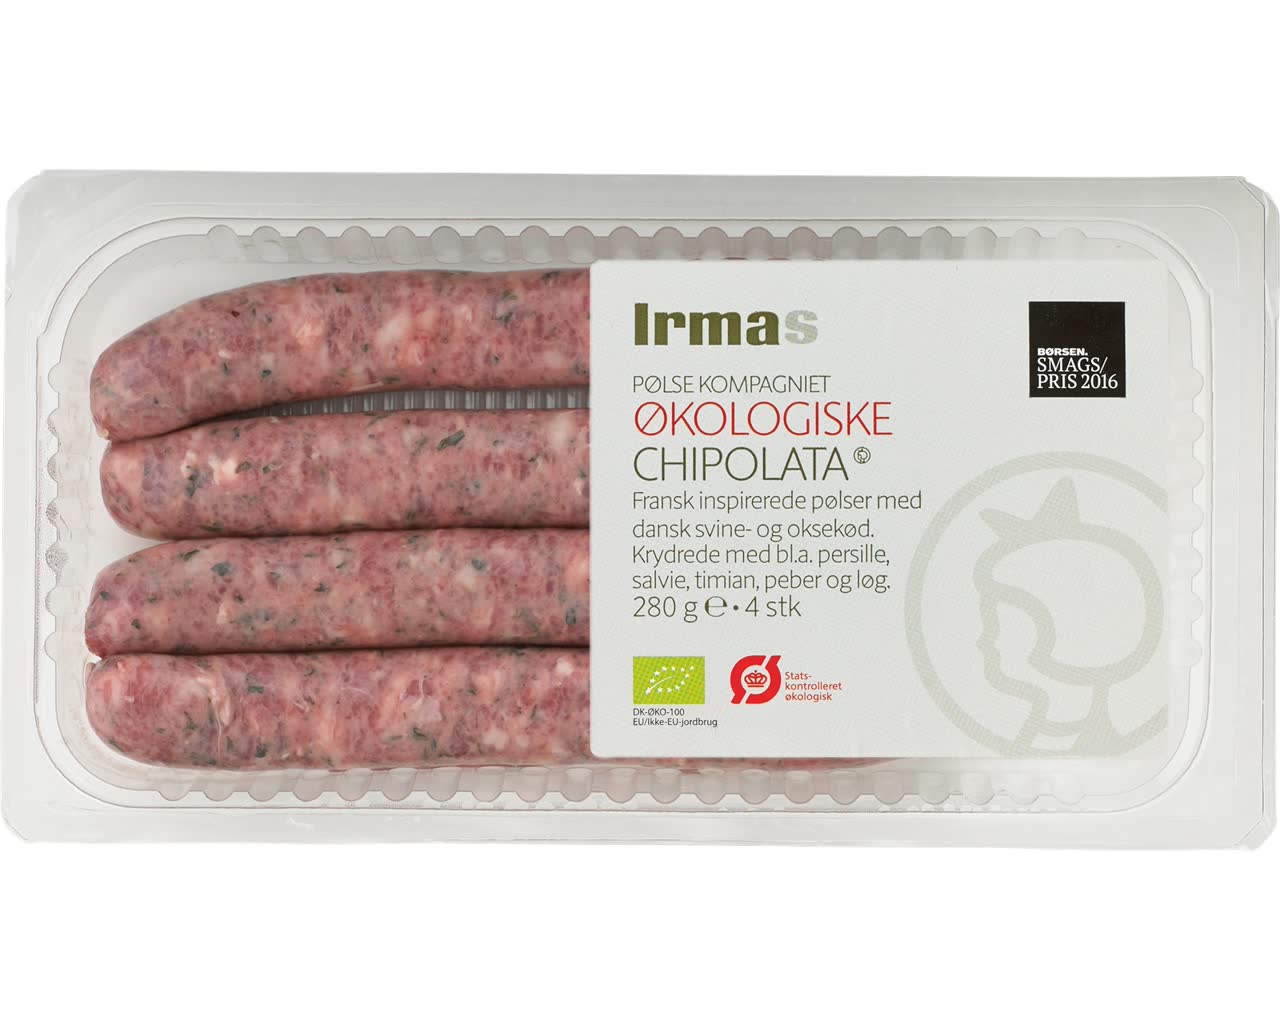 Irmas
PØLSE KOMPAGNIET
ØKOLOGISKE
CHIPOLATA
Fransk inspirerede pølser med
dansk svine- og oksekød.
Krydrede med bl.a. persille,
salvie, timian, peber og løg.
280 g ℮ • 4 stk
BØRSEN.
SMAGS/
PRIS 2016
DK-ØKO-100
EU/Ikke-EU-jordbrug
Ø
Stats-
kontrolleret
økologisk